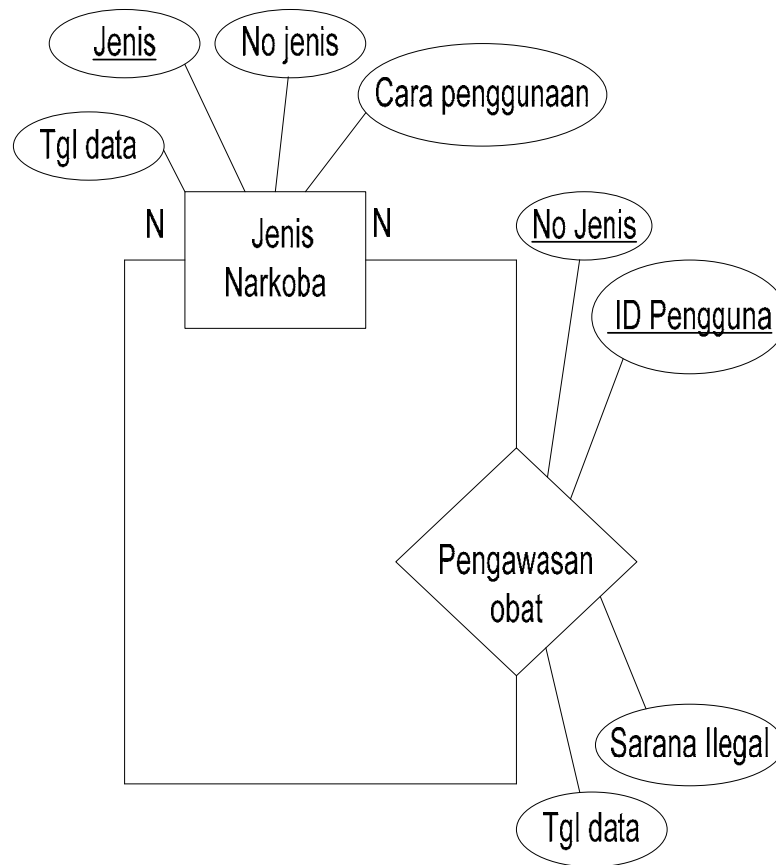 Jenis
No jenis
Cara penggunaan
Tgl data
N
Jenis
Narkoba
N
No Jenis
ID Pengguna
Pengawasan
obat
Sarana Ilegal
Tgl data